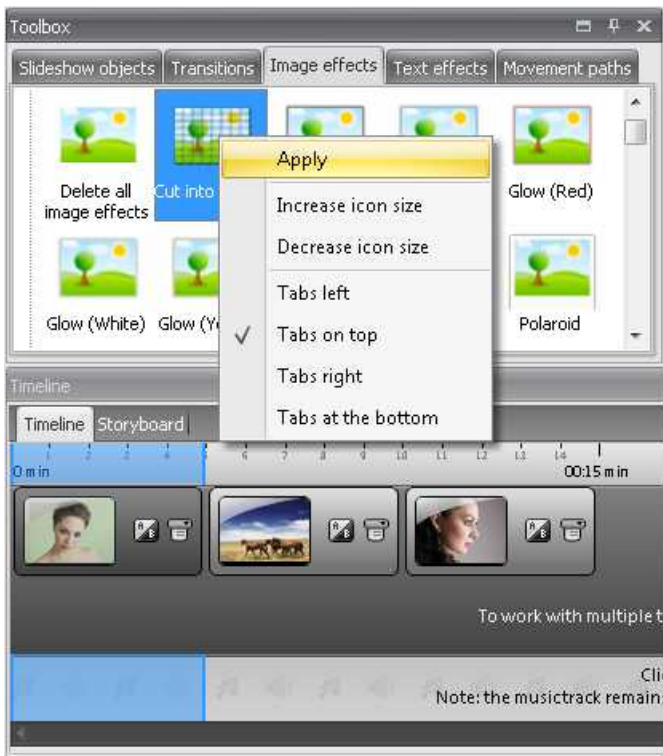 Toolbox
Slideshow objects Transitions Image effects Text effects Movement paths
Delete all
image effects
Cut into
Glow (Red)
Glow (White) Glow (Y
Polaroid
Apply
Increase icon size
Decrease icon size
Tabs left
Tabs on top
Tabs right
Tabs at the bottom
Timeline
Timeline Storyboard
0 min
00:15 min
A B
A B
A B
To work with multiple t
Cli
Note: the musictrack remain